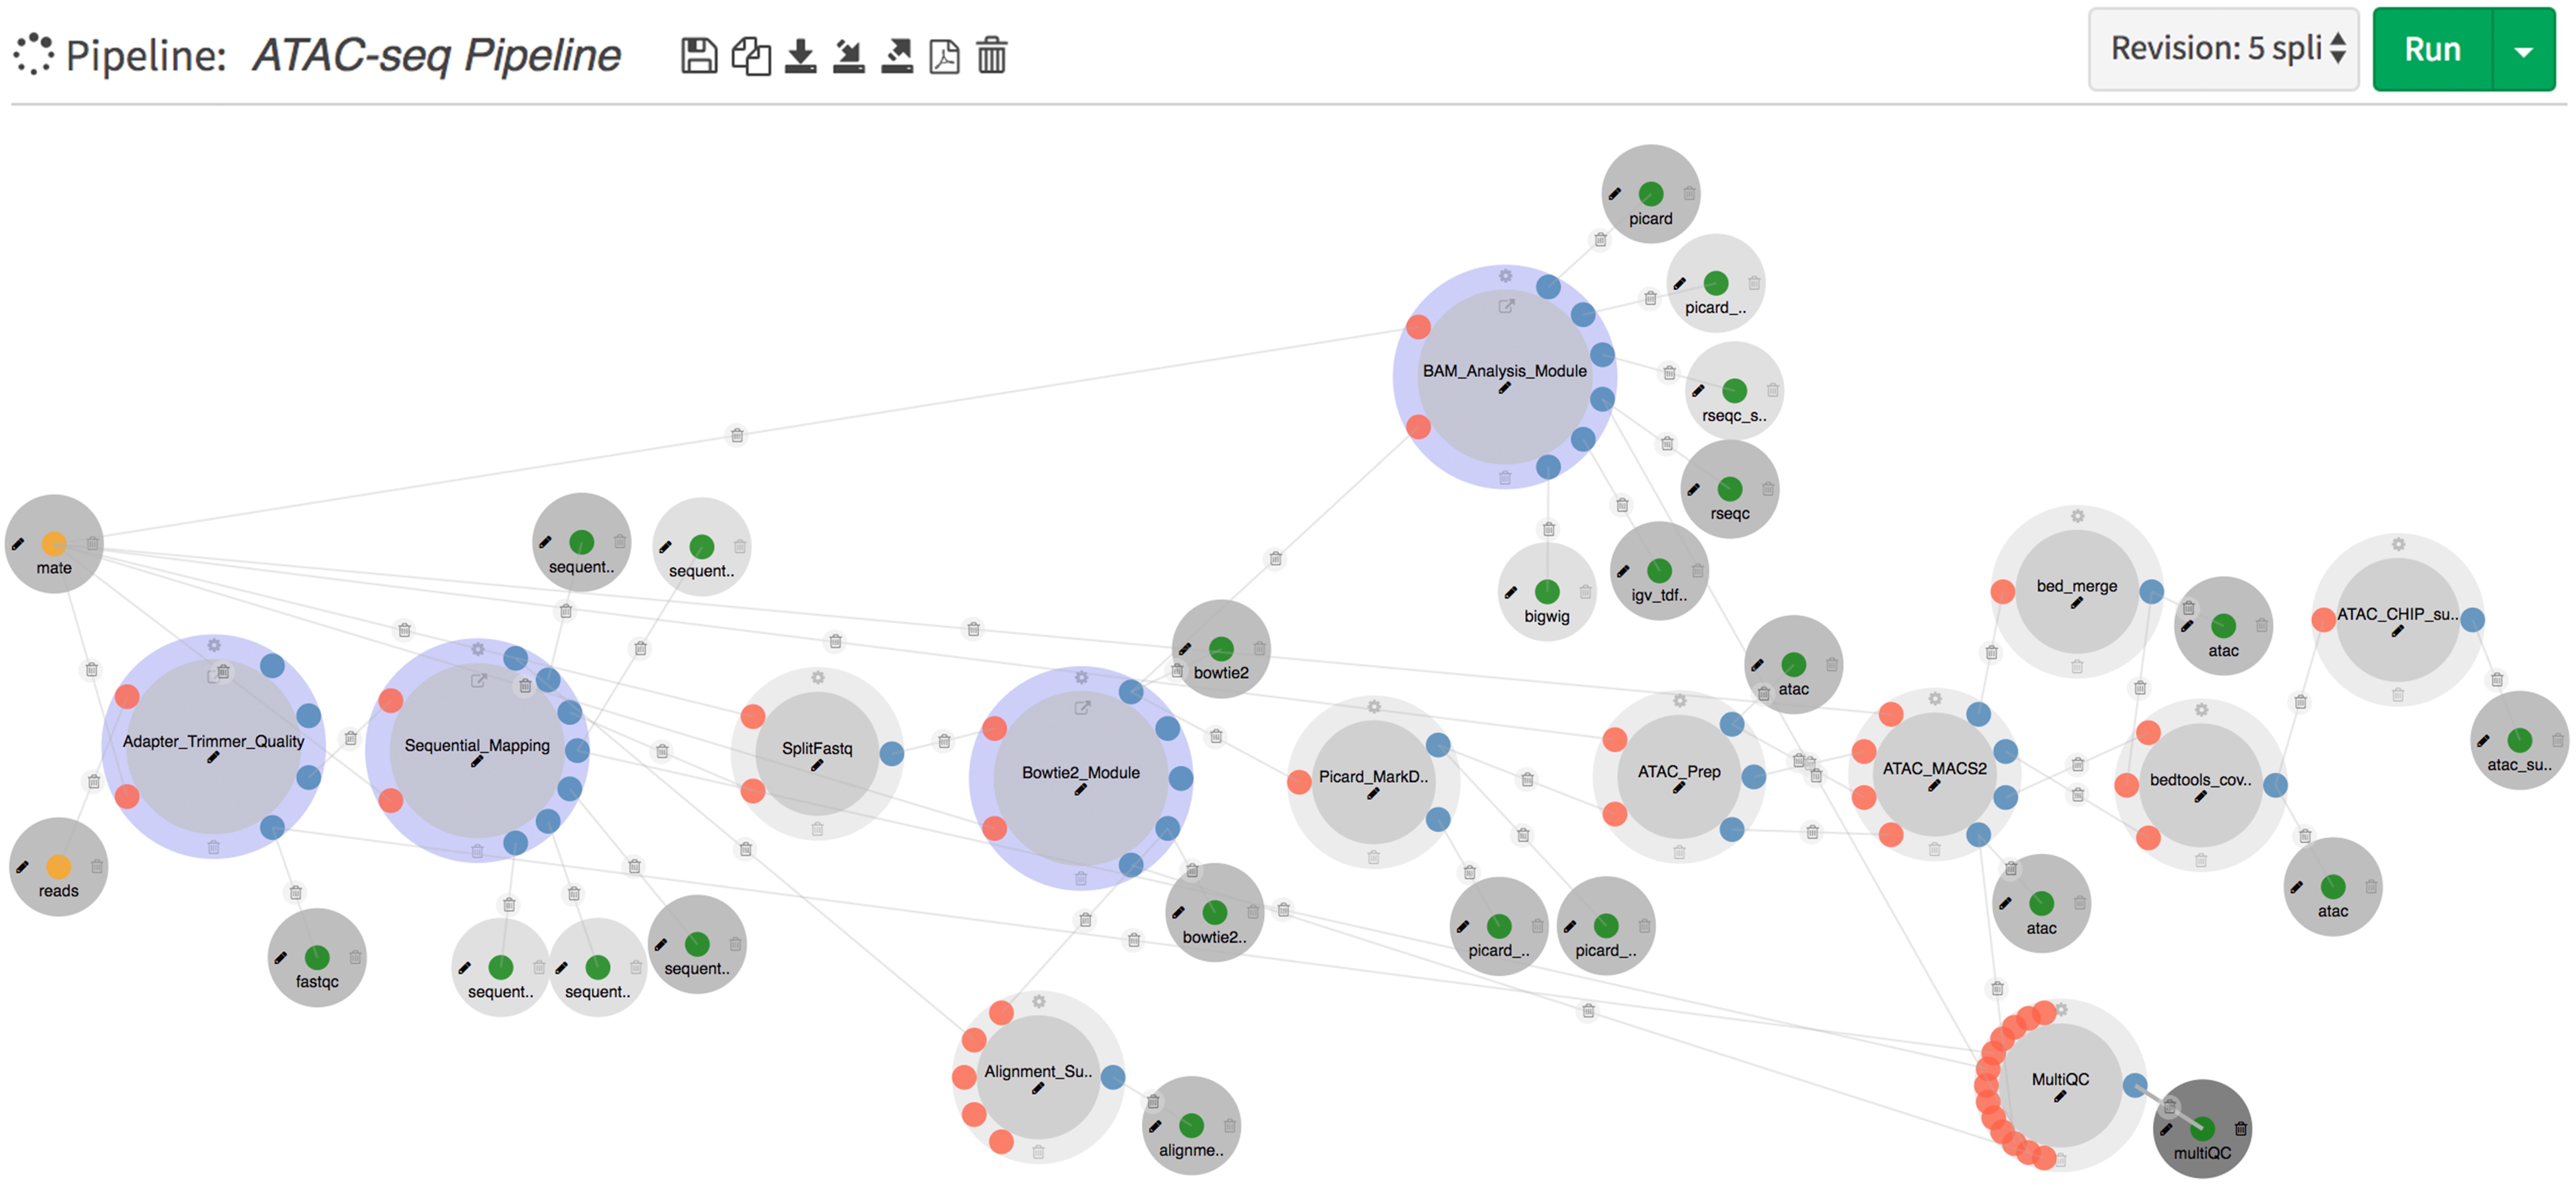 Pipeline: ATAC-seq Pipeline
Revision: 5 spli
Run
picard
picard_..
BAM_Analysis_Module
rseqc_s..
rseqc
mate
sequent..
sequent..
bigwig
igv_tdf..
bed_merge
ATAC_CHIP_su..
atac
bowtie2
atac
Adapter_Trimmer_Quality
Sequential_Mapping
SplitFastq
Bowtie2_Module
Picard_MarkD..
ATAC_Prep
ATAC_MACS2
bedtools_cov..
atac_su..
reads
fastqc
sequent..
sequent..
sequent..
bowtie2..
picard_..
picard_..
atac
atac
Alignment_Su..
alignme..
MultiQC
multiQC